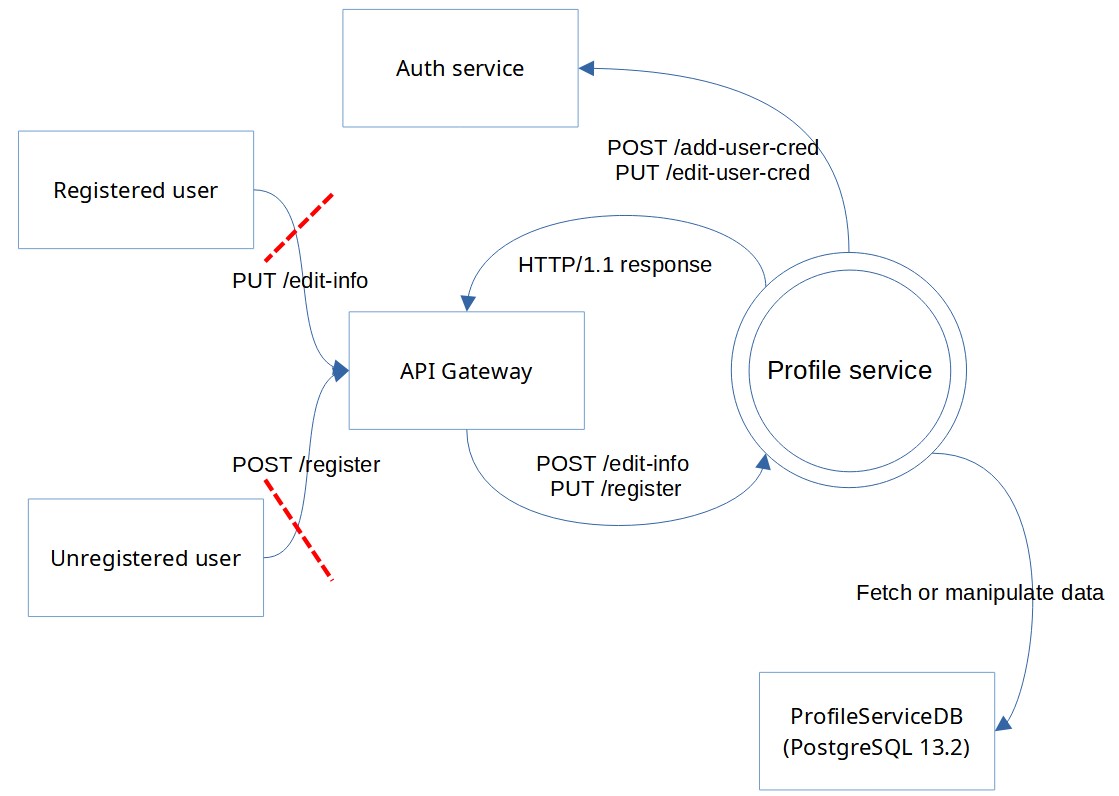 Auth service
POST /add-user-cred
PUT /edit-user-cred
Registered user
HTTP/1.1 response
PUT /edit-info
API Gateway
Profile service
POST /register
POST /edit-info
PUT /register
Unregistered user
Fetch or manipulate data
ProfileServiceDB
(PostgreSQL 13.2)